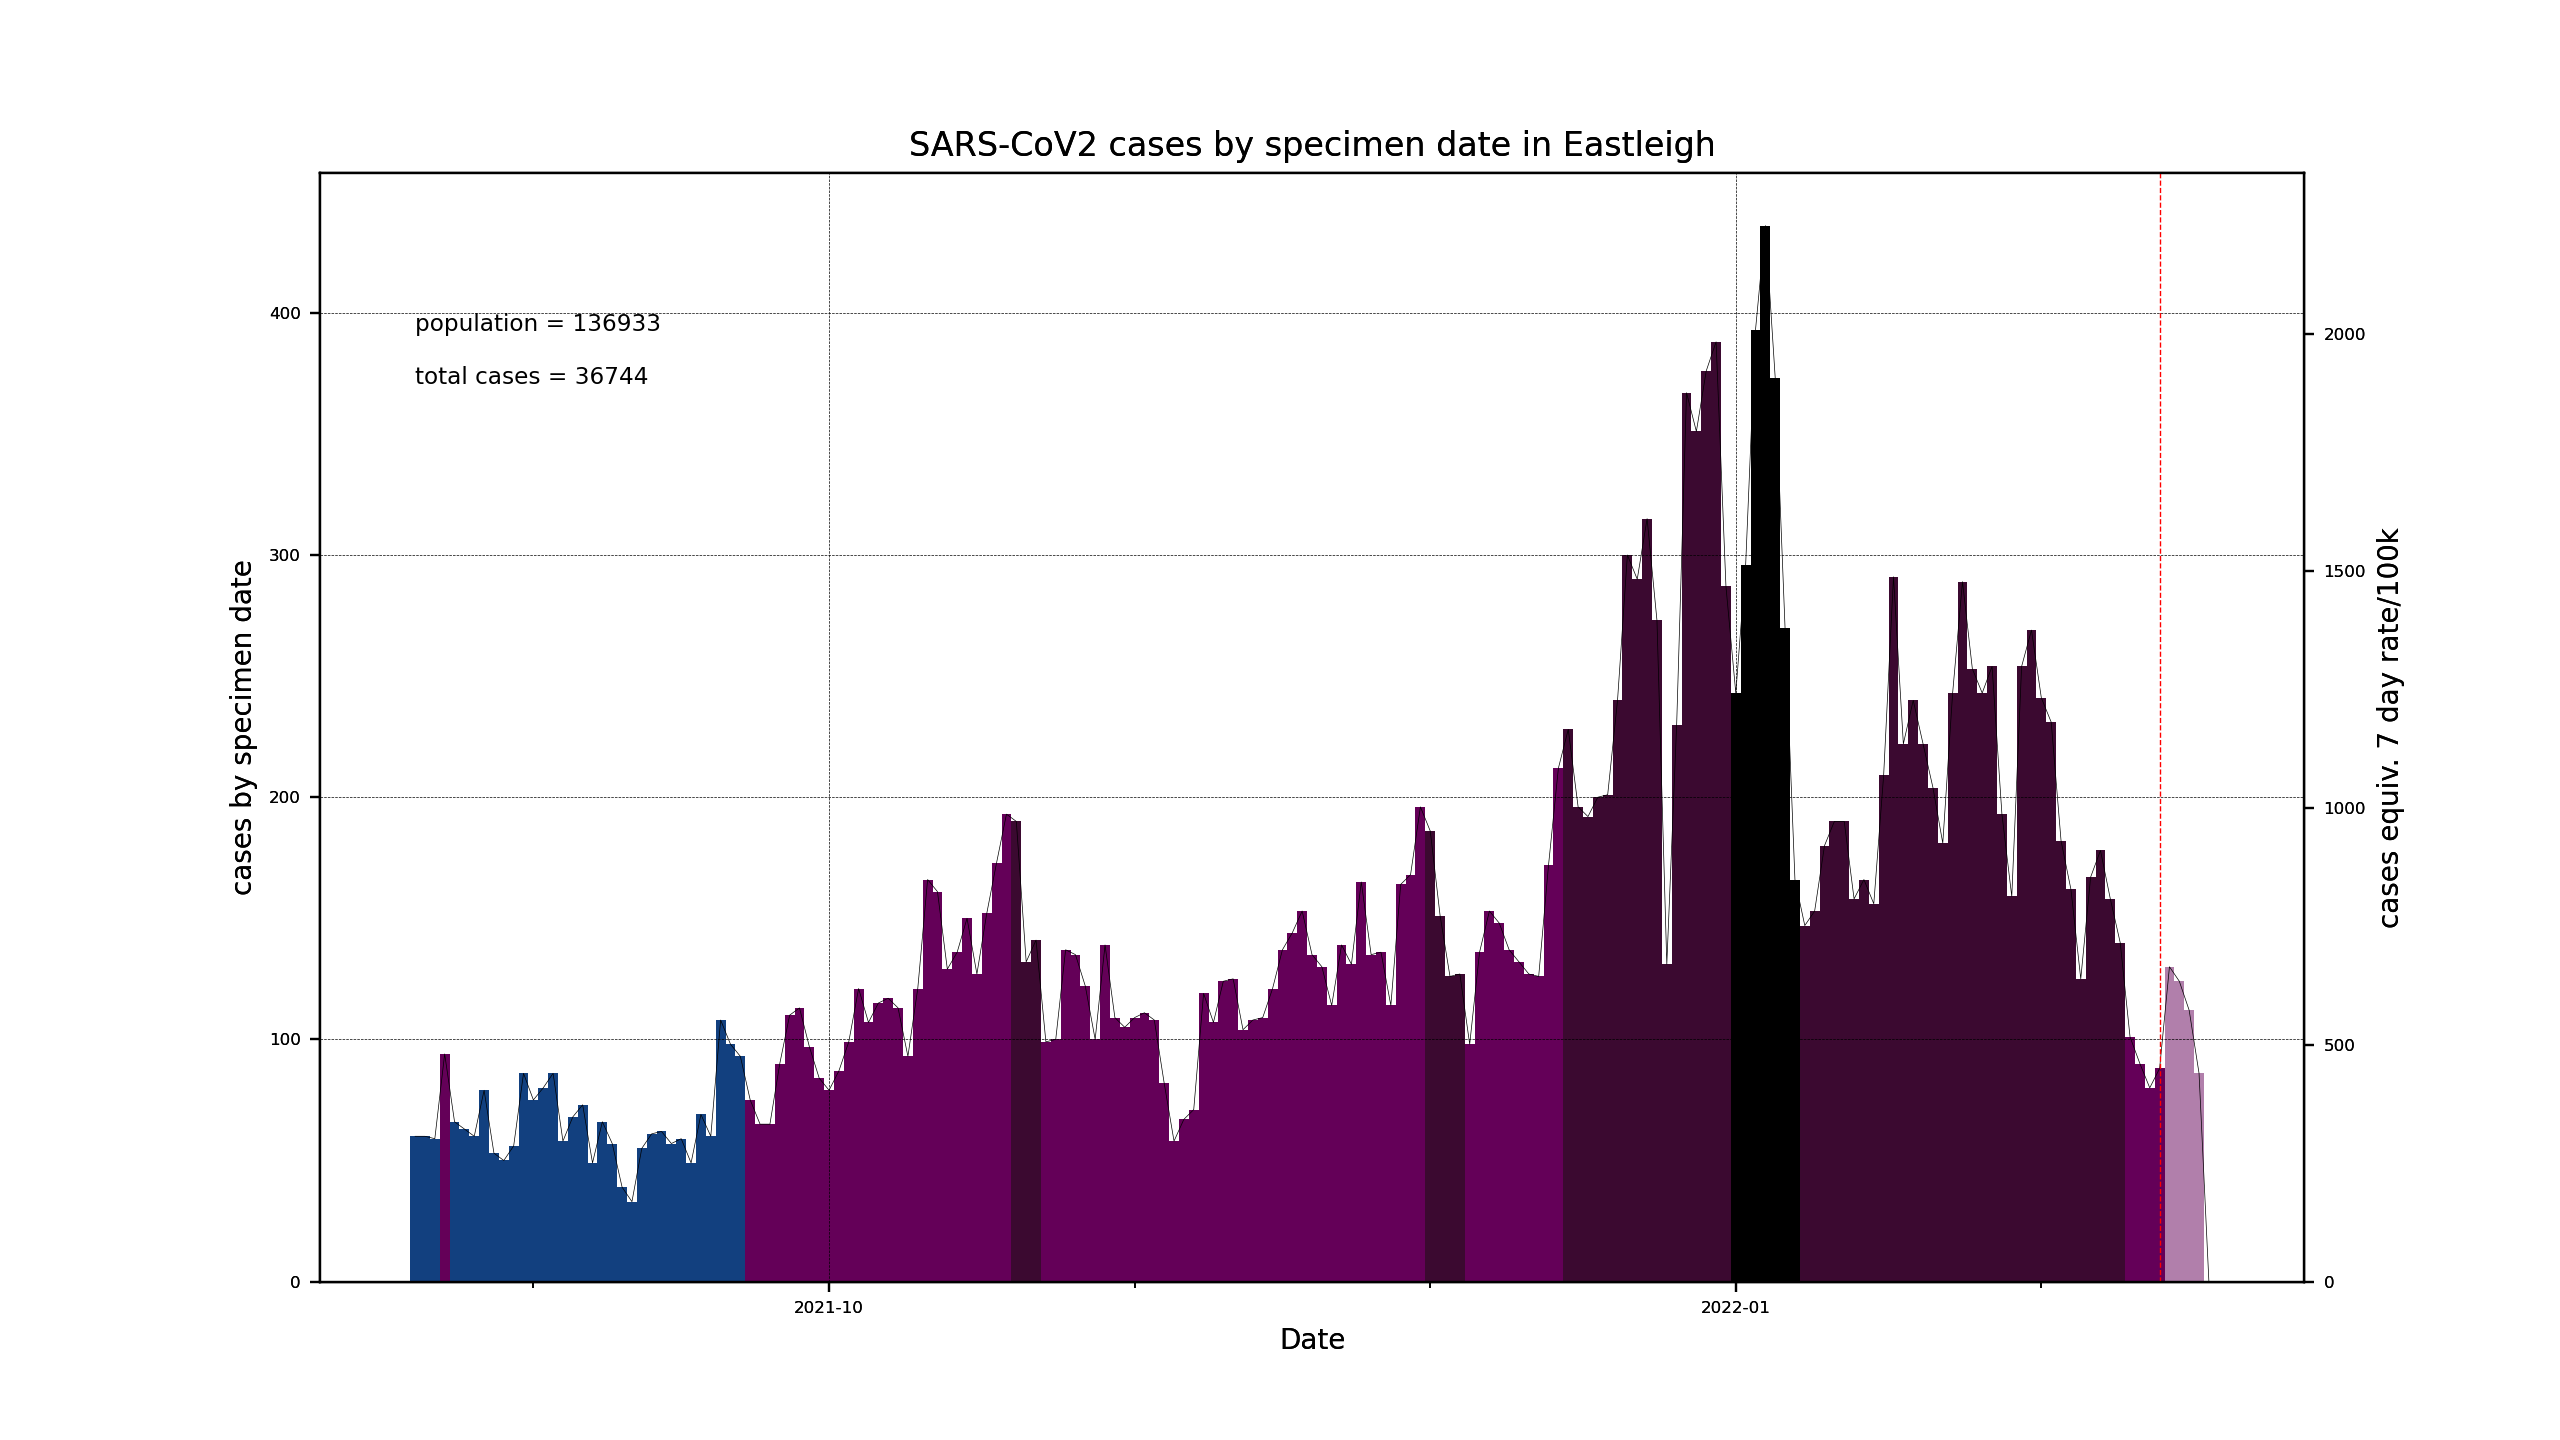 SARS-CoV2 cases by specimen date in Eastleigh
population = 136933
total cases = 36744
cases by specimen date
400
300
200
100
0
2000
1500
1000
500
0
cases equiv. 7 day rate/100k
2021-10
2022-01
Date